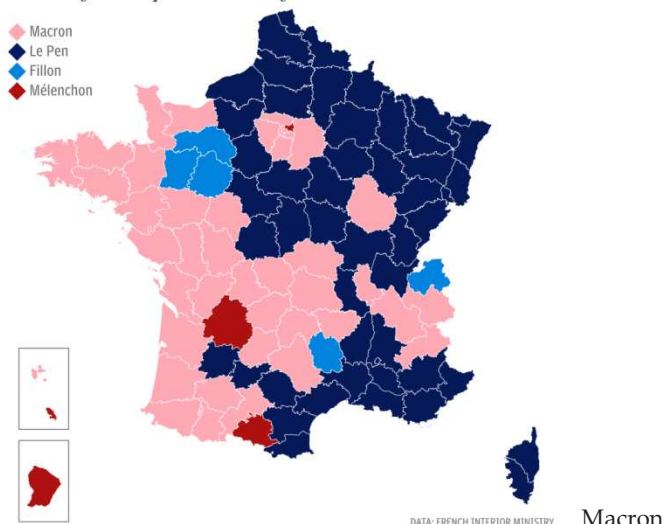 Macron
Le Pen
Fillon
Mélenchon
DATA: FRENCH INTERIOR MINISTRY
Macron